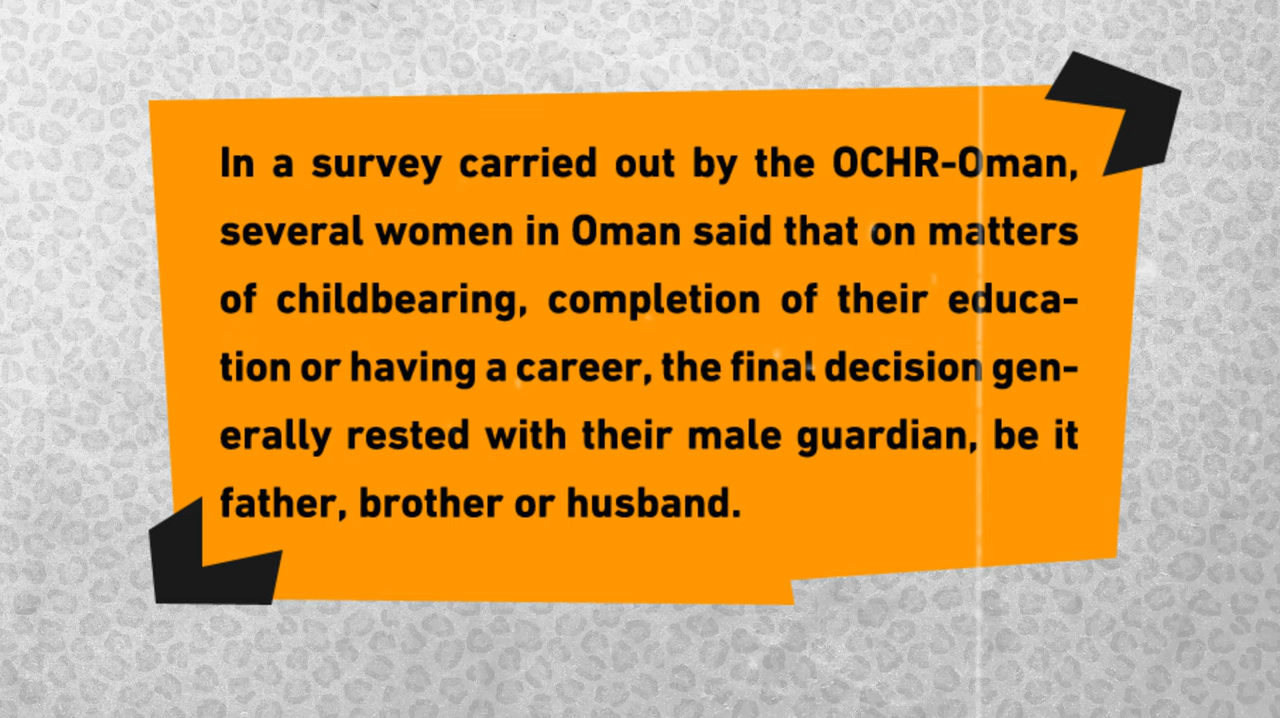 In a survey carried out by the OCHR-Oman,
several women in Oman said that on matters
of childbearing, completion of their educa-
tion or having a career, the final decision gen-
erally rested with their male guardian, be it
father, brother or husband.